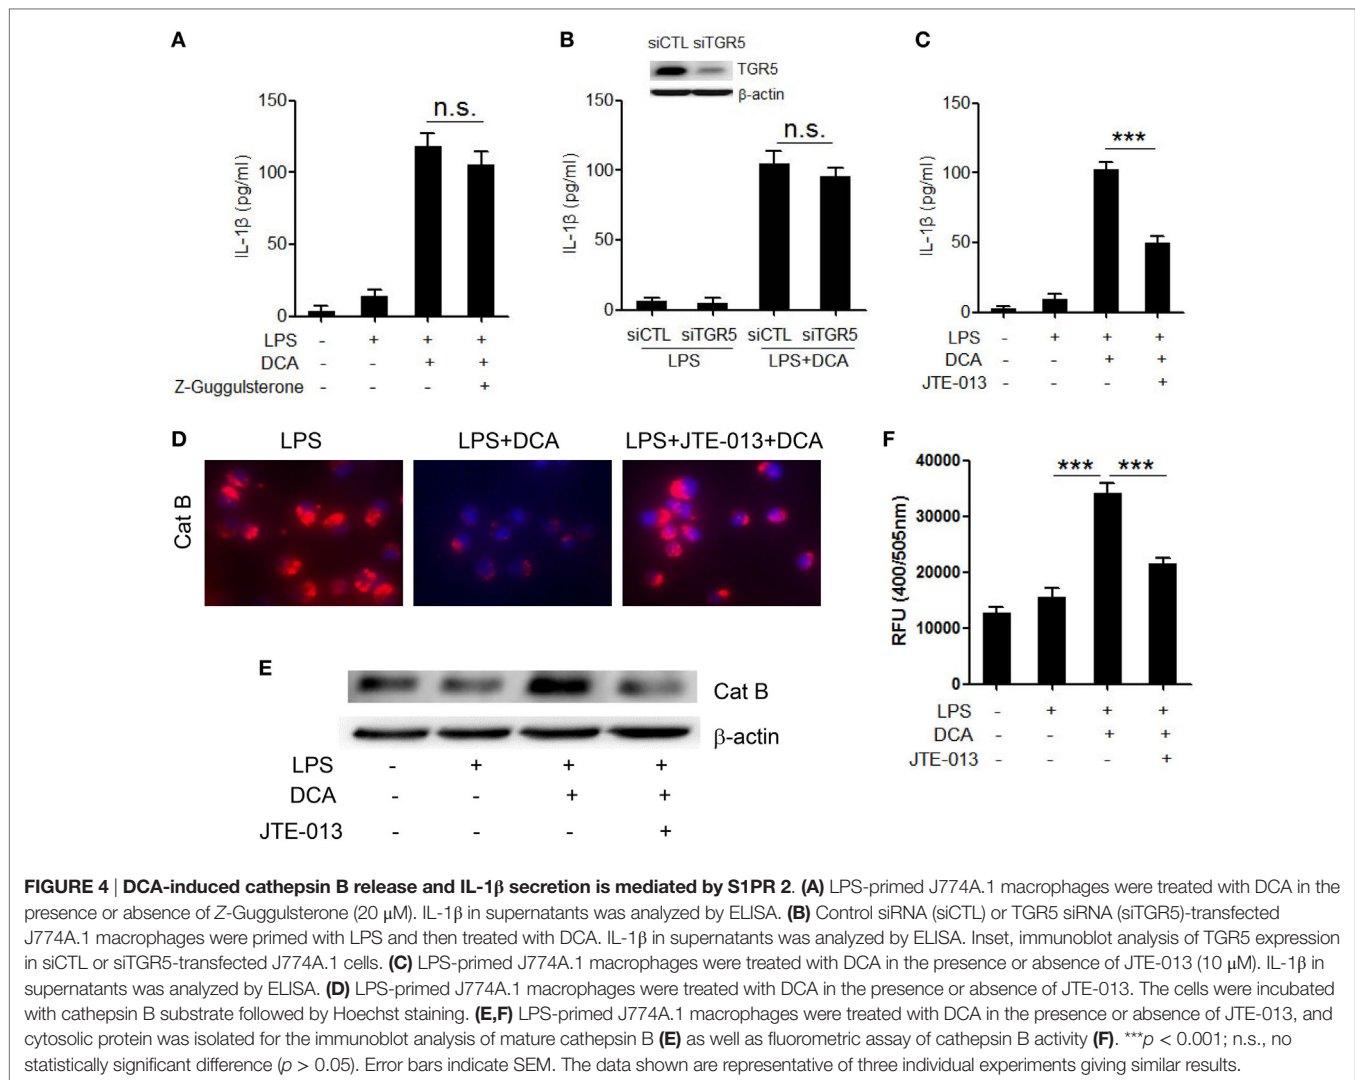 A
150
100
50
0
IL-1β (pg/ml)
n.s.
LPS - + + +
DCA - - + +
Z-Guggulsterone - - - +
B
siCTL siTGR5
TGR5
β-actin
150
100
50
0
IL-1β (pg/ml)
n.s.
siCTL siTGR5 siCTL siTGR5
LPS LPS+DCA
C
150
100
50
0
IL-1β (pg/ml)
***
LPS - + + +
DCA - - + +
JTE-013 - - - +
D
LPS LPS+DCA LPS+JTE-013+DCA
Cat B
E
Cat B
β-actin
LPS - + + +
DCA - - + +
JTE-013 - - - +
F
40000
30000
20000
10000
0
RFU (400/505nm)
*** ***
LPS - + + +
DCA - - + +
JTE-013 - - - +
FIGURE 4 | DCA-induced cathepsin B release and IL-1β secretion is mediated by S1PR 2. (A) LPS-primed J774A.1 macrophages were treated with DCA in the
presence or absence of Z-Guggulsterone (20 μM). IL-1β in supernatants was analyzed by ELISA. (B) Control siRNA (siCTL) or TGR5 siRNA (siTGR5)-transfected
J774A.1 macrophages were primed with LPS and then treated with DCA. IL-1β in supernatants was analyzed by ELISA. Inset, immunoblot analysis of TGR5 expression
in siCTL or siTGR5-transfected J774A.1 cells. (C) LPS-primed J774A.1 macrophages were treated with DCA in the presence or absence of JTE-013 (10 μM). IL-1β in
supernatants was analyzed by ELISA. (D) LPS-primed J774A.1 macrophages were treated with DCA in the presence or absence of JTE-013. The cells were incubated
with cathepsin B substrate followed by Hoechst staining. (E,F) LPS-primed J774A.1 macrophages were treated with DCA in the presence or absence of JTE-013, and
cytosolic protein was isolated for the immunoblot analysis of mature cathepsin B (E) as well as fluorometric assay of cathepsin B activity (F). ***p < 0.001; n.s., no
statistically significant difference (p > 0.05). Error bars indicate SEM. The data shown are representative of three individual experiments giving similar results.